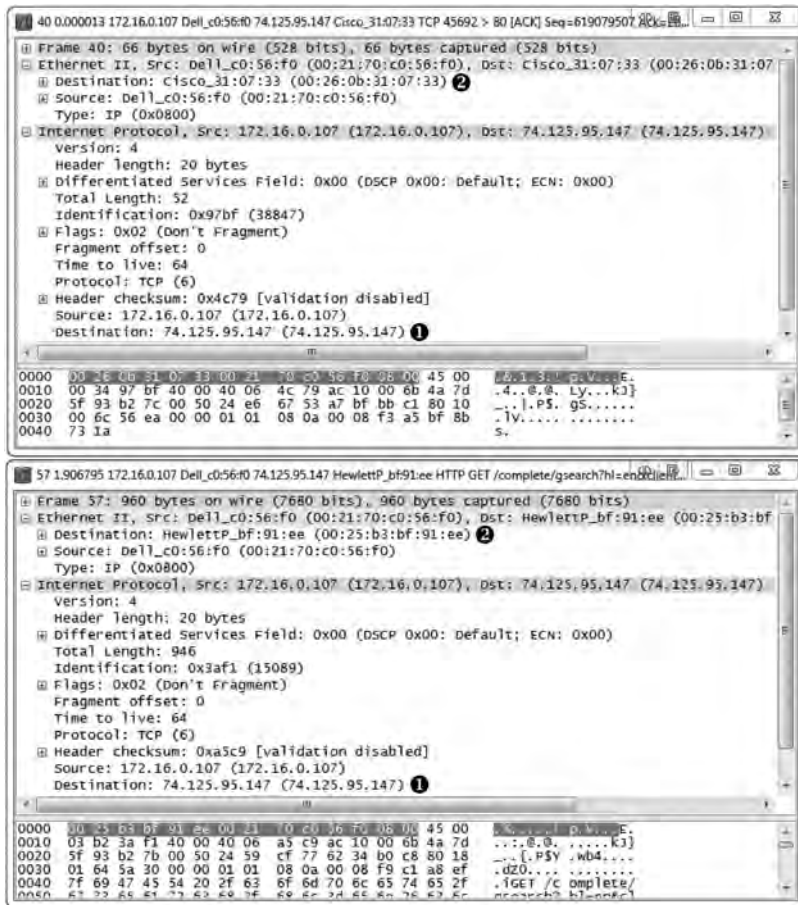 40 0.000013 172.16.0.107 Dell_c0:56:f0 74.125.95.147 Cisco_31:07:33 TCP 45692 > 80 [ACK] Seq=619079507
Frame 40: 66 bytes on wire (528 bits), 66 bytes captured (528 bits)
Ethernet II, Src: Dell_c0:56:f0 (00:21:70:c0:56:f0), Dst: Cisco_31:07:33 (00:26:0b:31:07
Destination: Cisco_31:07:33 (00:26:0b:31:07:33) ❷
Source: Dell_c0:56:f0 (00:21:70:c0:56:f0)
Type: IP (0x0800)
Internet Protocol, Src: 172.16.0.107 (172.16.0.107), Dst: 74.125.95.147 (74.125.95.147)
Version: 4
Header length: 20 bytes
Differentiated Services Field: 0x00 (DSCP 0x00: Default; ECN: 0x00)
Total Length: 52
Identification: 0x97bf (38847)
Flags: 0x02 (Don't Fragment)
Fragment offset: 0
Time to live: 64
Protocol: TCP (6)
Header checksum: 0x4c79 [validation disabled]
Source: 172.16.0.107 (172.16.0.107)
Destination: 74.125.95.147 (74.125.95.147) ❶
0000 00 26 0b 31 07 33 00 21 70 c0 56 f0 08 00 45 00 .&.1.3.! p.V...E.
0010 00 34 97 bf 40 00 40 06 4c 79 ac 10 00 6b 4a 7d .4..@.@. Ly...kJ}
0020 5f 93 b2 7c 00 50 24 e6 67 53 a7 bf bb c1 80 10 _..|.P$. gS......
0030 00 6c 56 ea 00 00 01 01 08 0a 00 08 f3 a5 bf 8b .lV..... ........
0040 73 1a s.
57 1.906795 172.16.0.107 Dell_c0:56:f0 74.125.95.147 HewlettP_bf:91:ee HTTP GET /complete/gsearch?hl=en&client...
Frame 57: 960 bytes on wire (7680 bits), 960 bytes captured (7680 bits)
Ethernet II, Src: Dell_c0:56:f0 (00:21:70:c0:56:f0), Dst: HewlettP_bf:91:ee (00:25:b3:bf
Destination: HewlettP_bf:91:ee (00:25:b3:bf:91:ee) ❷
Source: Dell_c0:56:f0 (00:21:70:c0:56:f0)
Type: IP (0x0800)
Internet Protocol, Src: 172.16.0.107 (172.16.0.107), Dst: 74.125.95.147 (74.125.95.147)
Version: 4
Header length: 20 bytes
Differentiated Services Field: 0x00 (DSCP 0x00: Default; ECN: 0x00)
Total Length: 946
Identification: 0x3af1 (15089)
Flags: 0x02 (Don't Fragment)
Fragment offset: 0
Time to live: 64
Protocol: TCP (6)
Header checksum: 0xa5c9 [validation disabled]
Source: 172.16.0.107 (172.16.0.107)
Destination: 74.125.95.147 (74.125.95.147) ❶
0000 00 25 b3 bf 91 ee 00 21 70 c0 56 f0 08 00 45 00 .%.....! p.V...E.
0010 03 b2 3a f1 40 00 40 06 a5 c9 ac 10 00 6b 4a 7d ..:.@.@. .....kJ}
0020 5f 93 b2 7b 00 50 24 59 cf 77 62 34 b0 c8 80 18 _..{.P$Y .wb4....
0030 01 64 5a 30 00 00 01 01 08 0a 00 08 f9 c1 a8 ef .dZ0.... ........
0040 7f 69 47 45 54 20 2f 63 6f 6d 70 6c 65 74 65 2f .iGET /c omplete/